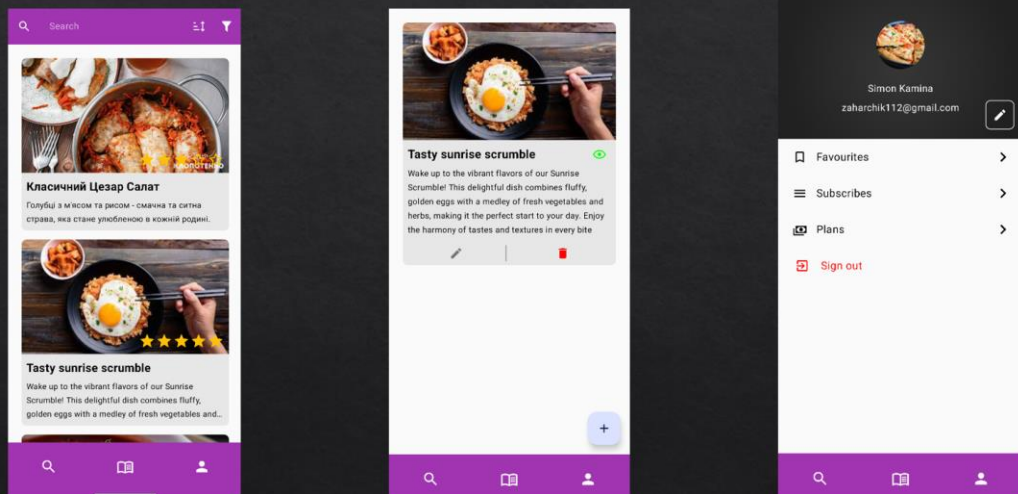 Search
КЛОПОТЕНКО
Класичний Цезар Салат
Голубці з м'ясом та рисом - смачна та ситна
страва, яка стане улюбленою в кожній родині.
Tasty sunrise scrumble
Wake up to the vibrant flavors of our Sunrise
Scrumble! This delightful dish combines fluffy,
golden eggs with a medley of fresh vegetables and...
Tasty sunrise scrumble
Wake up to the vibrant flavors of our Sunrise
Scrumble! This delightful dish combines fluffy,
golden eggs with a medley of fresh vegetables and
herbs, making it the perfect start to your day. Enjoy
the harmony of tastes and textures in every bite
Simon Kamina
zaharchik112@gmail.com
Favourites
Subscribes
Plans
Sign out